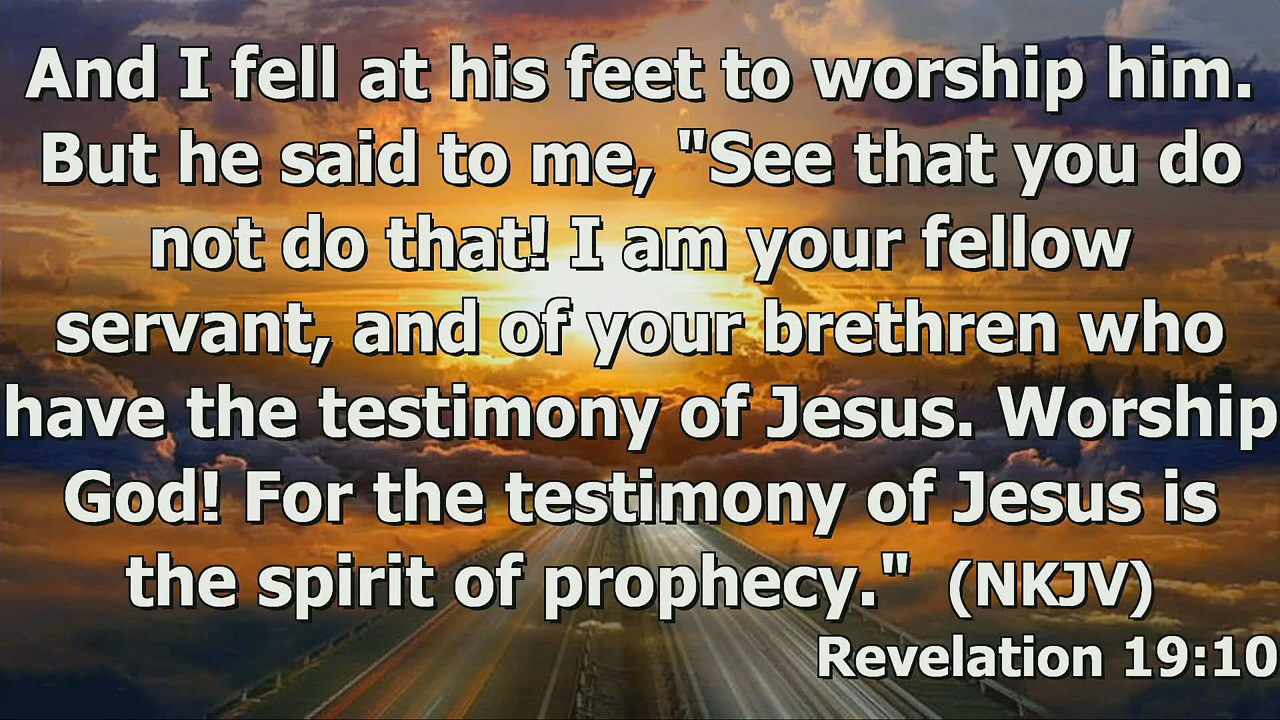 And I fell at his feet to worship him.
But he said to me, "See that you do
not do that! I am your fellow
servant, and of your brethren who
have the testimony of Jesus. Worship
God! For the testimony of Jesus is
the spirit of prophecy."  (NKJV)
Revelation 19:10